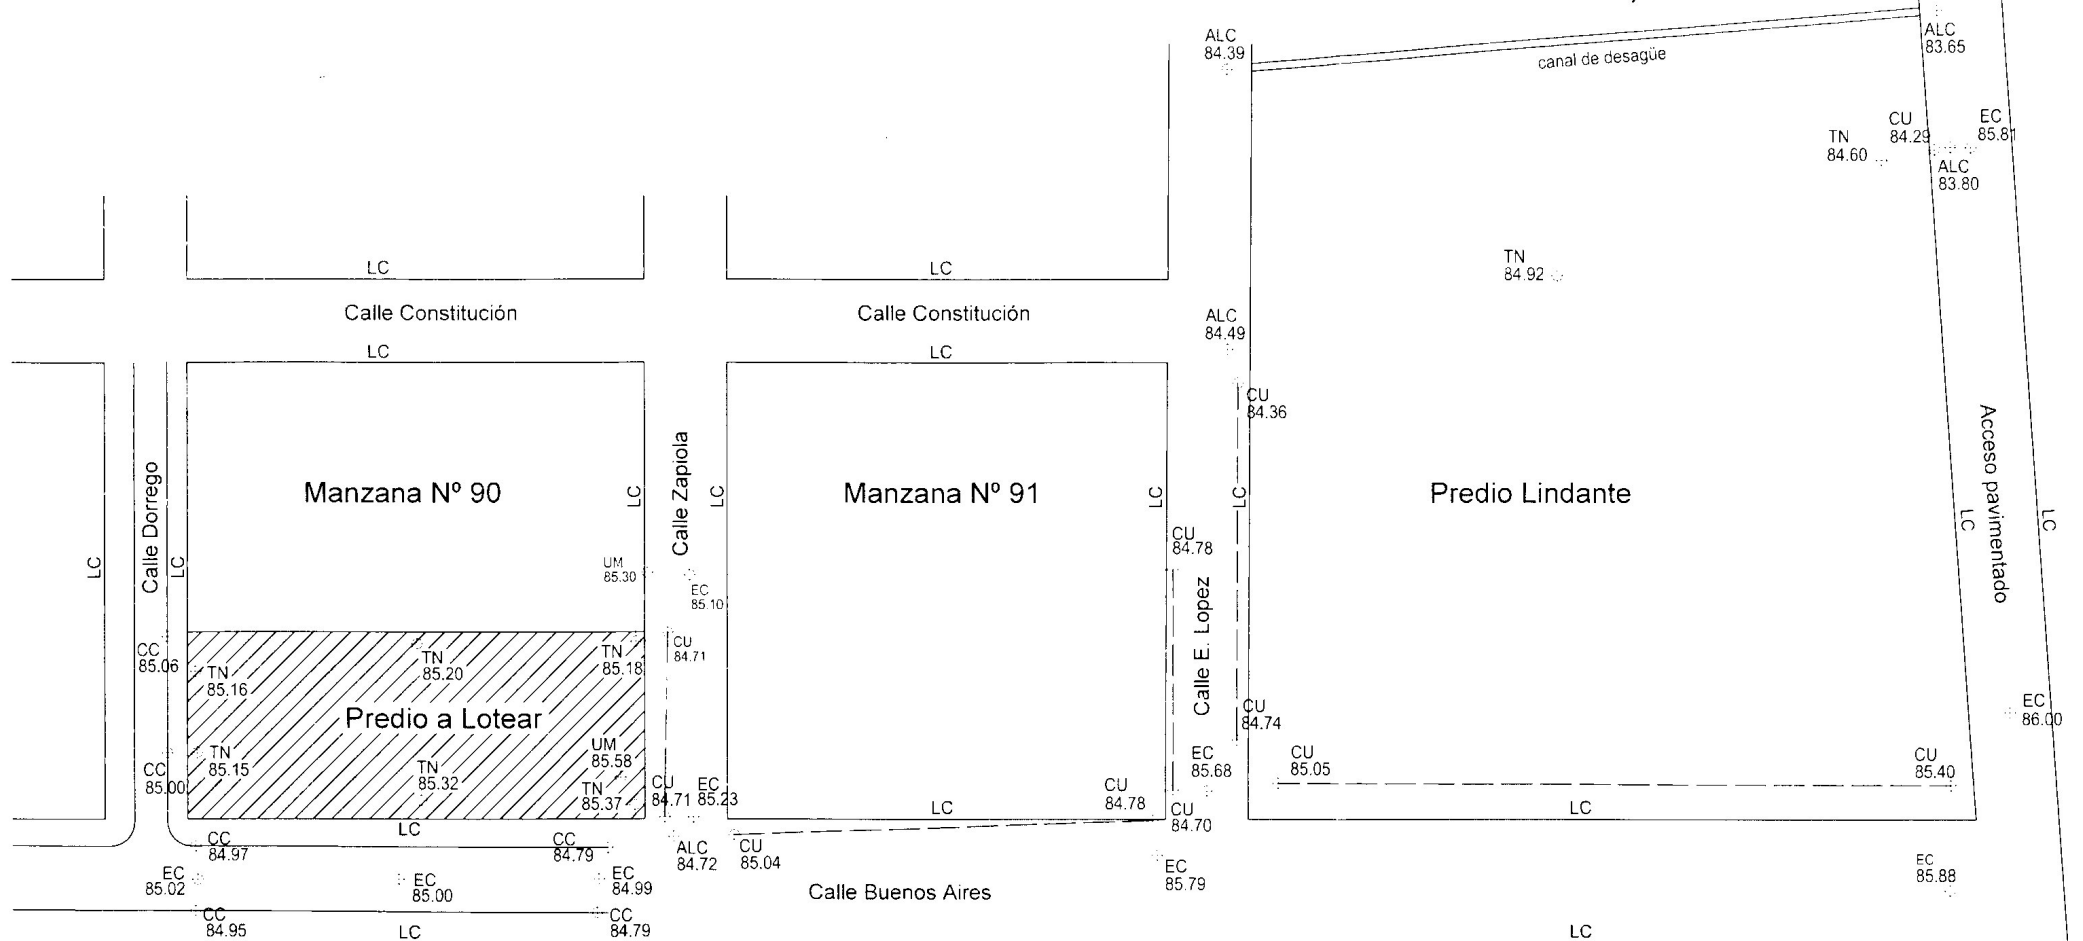 ALC
84.39
canal de desagüe
ALC
83.65
CU
84.29
EC
85.81
TN
84.60
ALC
83.80
LC
LC
TN
84.92
Calle Constitución
Calle Constitución
ALC
84.49
LC
LC
CU
84.36
Manzana Nº 90
LC
Calle Zapiola
LC
Manzana Nº 91
LC
LC
Predio Lindante
Acceso pavimentado
LC
LC
LC
Calle Dorrego
LC
UM
85.30
EC
85.10
CU
84.78
Calle E. Lopez
CC
85.06
TN
85.16
TN
85.20
TN
85.18
CU
84.71
Predio a Lotear
CU
84.74
EC
86.00
CC
85.00
TN
85.15
TN
85.32
UM
85.58
TN
85.37
CU
84.71
EC
85.23
CU
84.78
EC
85.68
CU
85.05
CU
85.40
LC
LC
CU
84.70
LC
CC
84.97
CC
84.79
ALC
84.72
CU
85.04
EC
85.02
EC
85.00
EC
84.99
Calle Buenos Aires
EC
85.79
EC
85.88
CC
84.95
LC
CC
84.79
LC